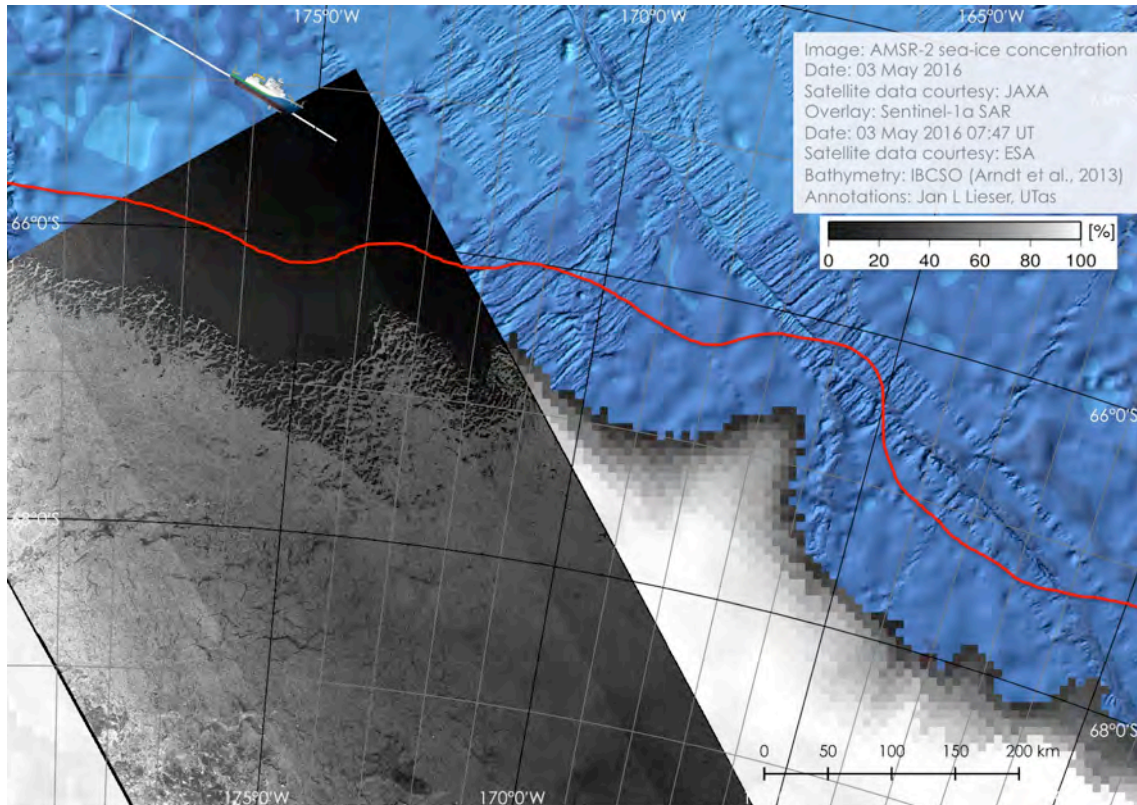 175°0'W
170°0'W
165°0'W
Image: AMSR-2 sea-ice concentration
Date: 03 May 2016
Satellite data courtesy: JAXA
Overlay: Sentinel-1a SAR
Date: 03 May 2016 07:47 UT
Satellite data courtesy: ESA
Bathymetry: IBCSO (Arndt et al., 2013)
Annotations: Jan L Lieser, UTas
[%]
0 20 40 60 80 100
66°0'S
66°0'S
68°0'S
68°0'S
0 50 100 150 200 km
175°0'W
170°0'W